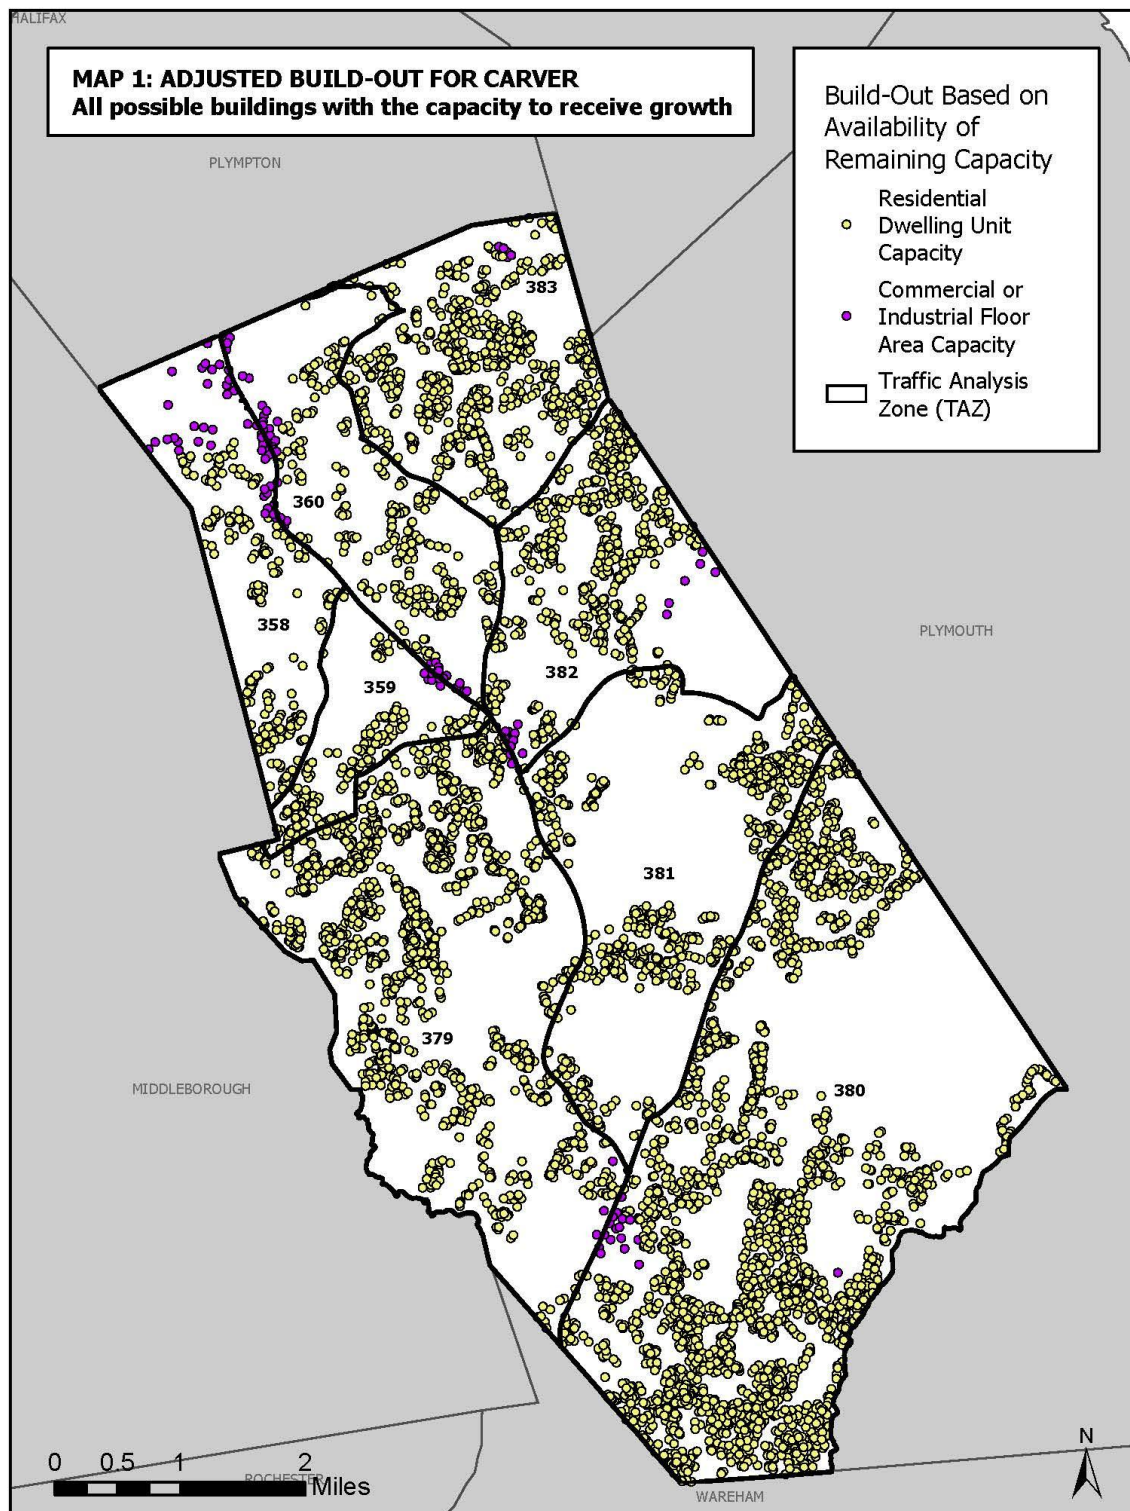 HALIFAX
MAP 1: ADJUSTED BUILD-OUT FOR CARVER
All possible buildings with the capacity to receive growth
Build-Out Based on
Availability of
Remaining Capacity
Residential
Dwelling Unit
Capacity
Commercial or
Industrial Floor
Area Capacity
Traffic Analysis
Zone (TAZ)
PLYMPTON
383
360
358
PLYMOUTH
382
359
381
379
MIDDLEBOROUGH
380
N
0 0.5 1 2
Miles
ROCHESTER
WAREHAM